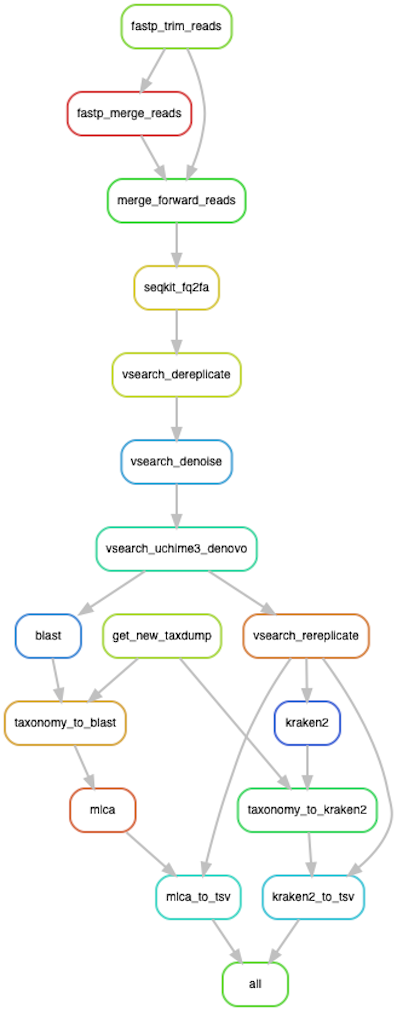 fastp_trim_reads
fastp_merge_reads
merge_forward_reads
seqkit_fq2fa
vsearch_dereplicate
vsearch_denoise
vsearch_uchime3_denovo
blast
get_new_taxdump
vsearch_rereplicate
taxonomy_to_blast
kraken2
mlca
taxonomy_to_kraken2
mlca_to_tsv
kraken2_to_tsv
all